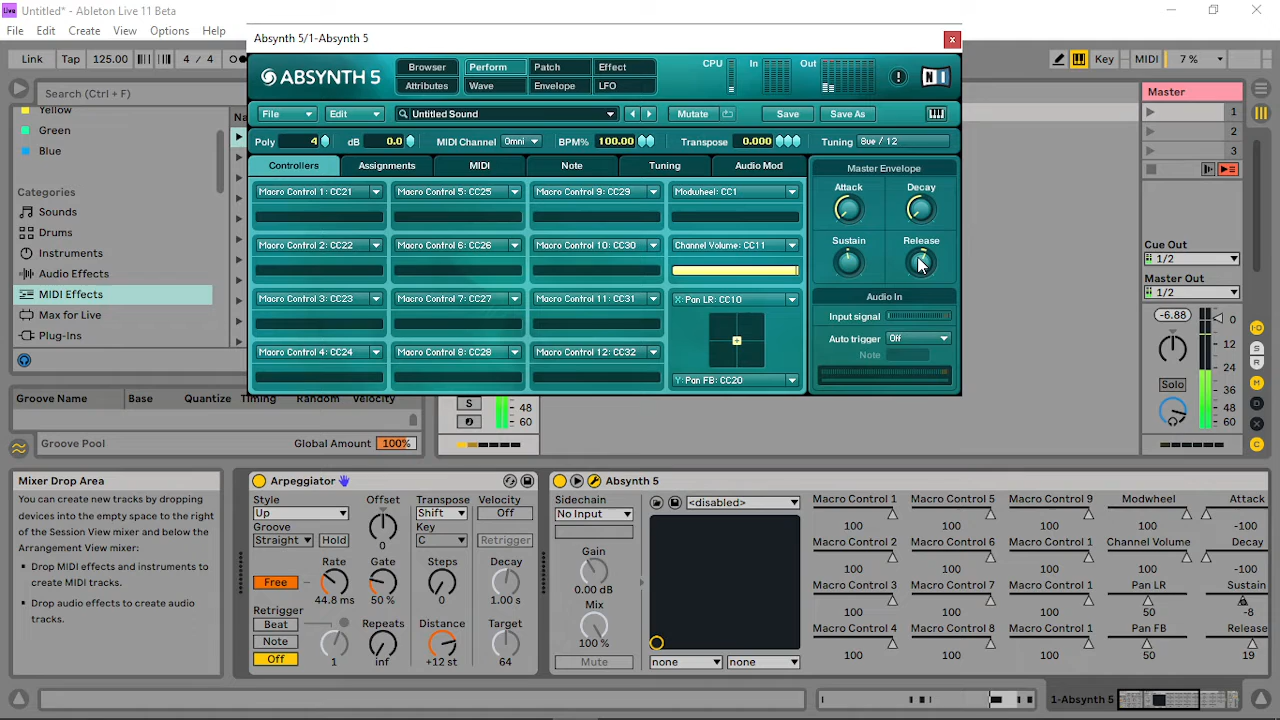 Live Untitled* - Ableton Live 11 Beta
File Edit Create View Options Help
Link Tap 125.00 4 / 4
Key MIDI 7 %
Search (Ctrl + F)
Yellow
Green
Blue
Categories
Sounds
Drums
Instruments
Audio Effects
MIDI Effects
Max for Live
Plug-Ins
Absynth 5/1-Absynth 5
x
ABSYNTH 5
Browser Perform Patch Effect
Attributes Wave Envelope LFO
CPU In Out
! NI
File Edit Untitled Sound Mutate Save Save As
Poly 4 dB 0.0 MIDI Channel Omni BPM% 100.00 Transpose 0.000 Tuning 8ve / 12
Controllers Assignments MIDI Note Tuning Audio Mod
Macro Control 1: CC21 Macro Control 5: CC25 Macro Control 9: CC29 Modwheel: CC1
Macro Control 2: CC22 Macro Control 6: CC26 Macro Control 10: CC30 Channel Volume: CC11
Macro Control 3: CC23 Macro Control 7: CC27 Macro Control 11: CC31 X: Pan LR: CC10
Macro Control 4: CC24 Macro Control 8: CC28 Macro Control 12: CC32
Y: Pan FB: CC20
Master Envelope
Attack Decay
Sustain Release
Audio In
Input signal
Auto trigger Off
Note
Master
1
2
3
Cue Out
1/2
Master Out
1/2
-6.88 0
12
24
36
48
60
Solo
I-O
S
R
M
D
X
C
S 48
60
Groove Name Base Quantize Timing Random Velocity
Groove Pool Global Amount 100%
Mixer Drop Area
You can create new tracks by dropping
devices into the empty space to the right
of the Session View mixer and below the
Arrangement View mixer:
Drop MIDI effects and instruments to
create MIDI tracks.
Drop audio effects to create audio
tracks.
Arpeggiator
Style Offset Transpose Velocity
Up Shift Off
Groove Key
Straight Hold 0 C Retrigger
Rate Gate Steps Decay
Free
44.8 ms 50 % 0 1.00 s
Retrigger
Beat Repeats Distance Target
Note
Off 1 inf +12 st 64
Absynth 5
Sidechain
No Input
<disabled>
Gain
0.00 dB
Mix
100 %
Mute none none
Macro Control 1 Macro Control 5 Macro Control 9 Modwheel Attack
100 100 100 100 -100
Macro Control 2 Macro Control 6 Macro Control 1 Channel Volume Decay
100 100 100 100 -100
Macro Control 3 Macro Control 7 Macro Control 1 Pan LR Sustain
100 100 100 50 -8
Macro Control 4 Macro Control 8 Macro Control 1 Pan FB Release
100 100 100 50 19
1-Absynth 5